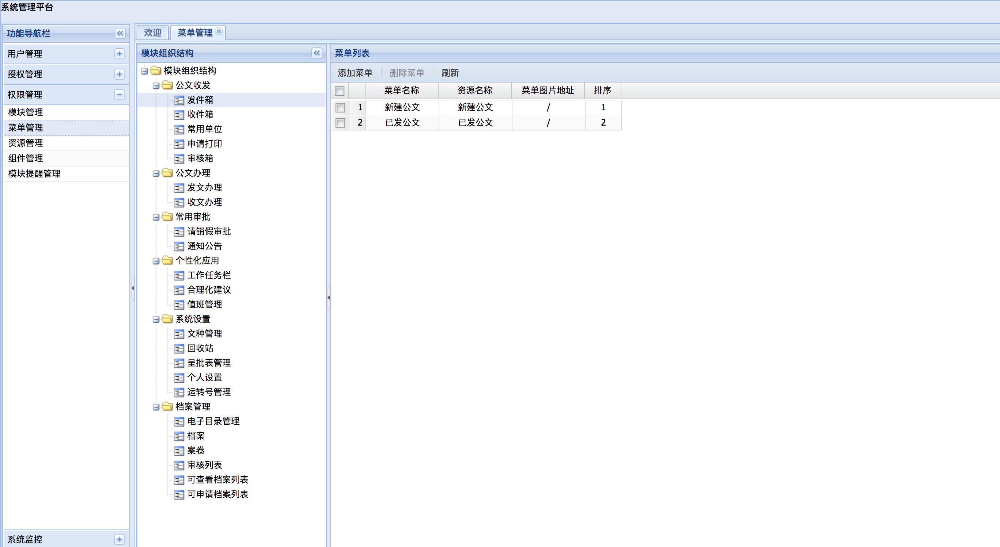 系统管理平台
功能导航栏
用户管理
授权管理
权限管理
模块管理
菜单管理
资源管理
组件管理
模块提醒管理
系统监控
欢迎 菜单管理
模块组织结构
模块组织结构
公文收发
发件箱
收件箱
常用单位
申请打印
审核箱
公文办理
发文办理
收文办理
常用审批
请销假审批
通知公告
个性化应用
工作任务栏
合理化建议
值班管理
系统设置
文种管理
回收站
呈批表管理
个人设置
运转号管理
档案管理
电子目录管理
档案
案卷
审核列表
可查看档案列表
可申请档案列表
菜单列表
添加菜单 删除菜单 刷新
菜单名称 资源名称 菜单图片地址 排序
1 新建公文 新建公文 / 1
2 已发公文 已发公文 / 2